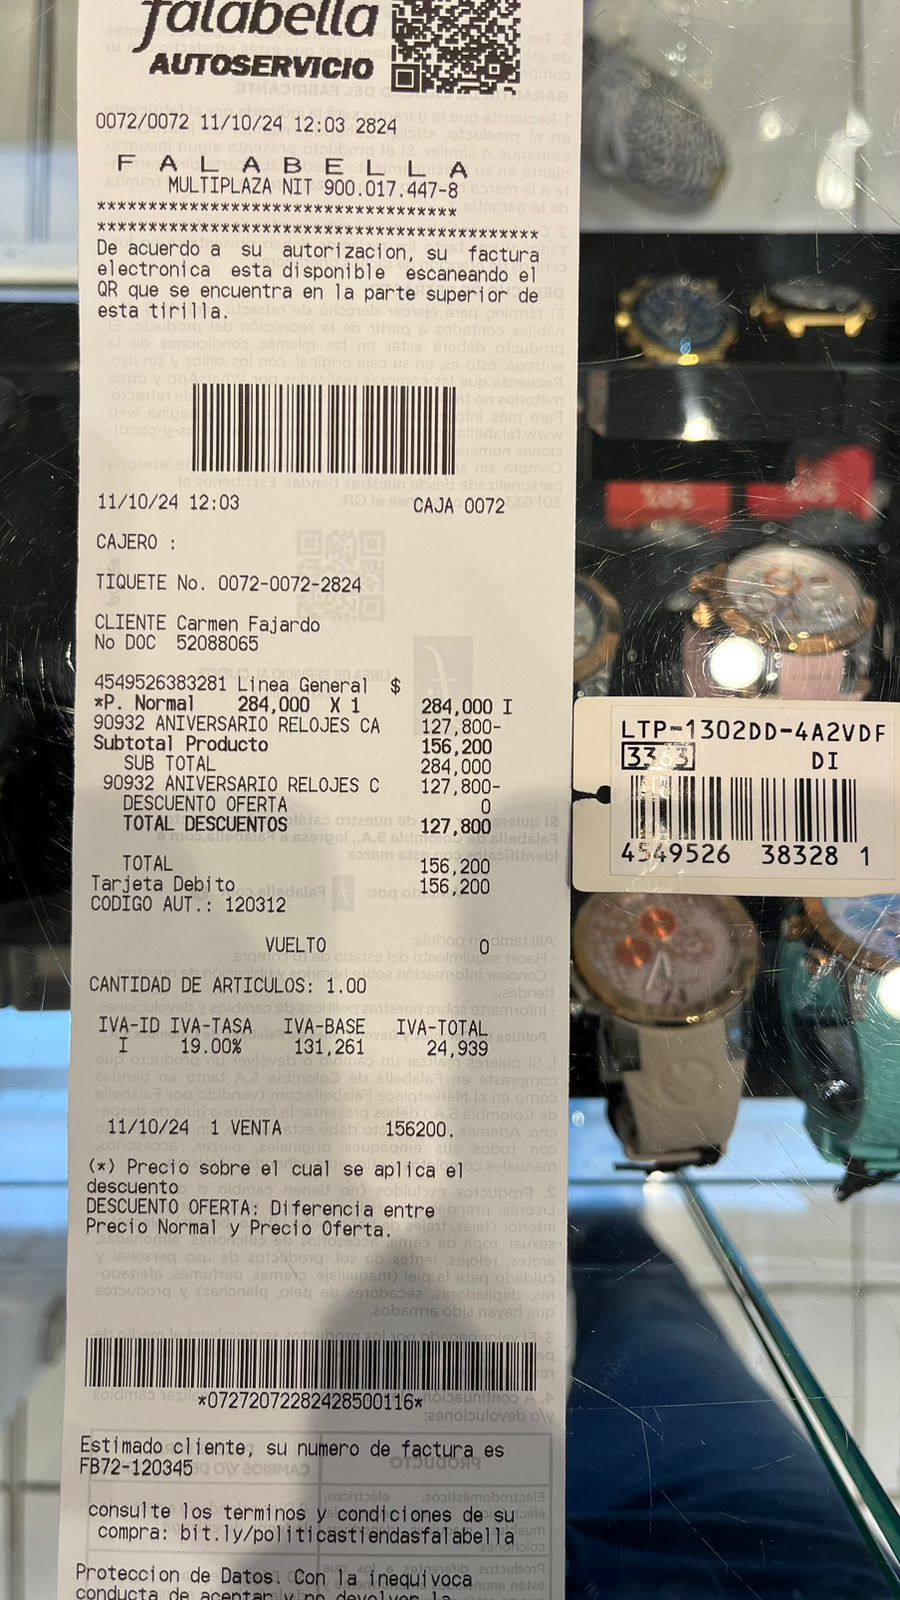 falabella
AUTOSERVICIO
0072/0072 11/10/24 12:03 2824
F A L A B E L L A
MULTIPLAZA NIT 900.017.447-8
***********************************
*******************************************
De acuerdo a su autorizacion, su factura
electronica esta disponible escaneando el
QR que se encuentra en la parte superior de
esta tirilla.
11/10/24 12:03 CAJA 0072
CAJERO :
TIQUETE No. 0072-0072-2824
CLIENTE Carmen Fajardo
No DOC 52088065
4549526383281 Linea General $
*P. Normal 284,000 X 1 284,000 I
90932 ANIVERSARIO RELOJES CA 127,800-
Subtotal Producto 156,200
SUB TOTAL 284,000
90932 ANIVERSARIO RELOJES C 127,800-
DESCUENTO OFERTA 0
TOTAL DESCUENTOS 127,800
TOTAL 156,200
Tarjeta Debito 156,200
CODIGO AUT.: 120312
VUELTO 0
CANTIDAD DE ARTICULOS: 1.00
IVA-ID IVA-TASA IVA-BASE IVA-TOTAL
I 19.00% 131,261 24,939
11/10/24 1 VENTA 156200.
(*) Precio sobre el cual se aplica el
descuento
DESCUENTO OFERTA: Diferencia entre
Precio Normal y Precio Oferta.
*07272072282428500116*
Estimado cliente, su numero de factura es
FB72-120345
consulte los terminos y condiciones de su
compra: bit.ly/politicastiendasfalabella
Proteccion de Datos. Con la inequivoca
conducta de aceptar y no devolver la
LTP-1302DD-4A2VDF
3363 DI
4549526 38328 1